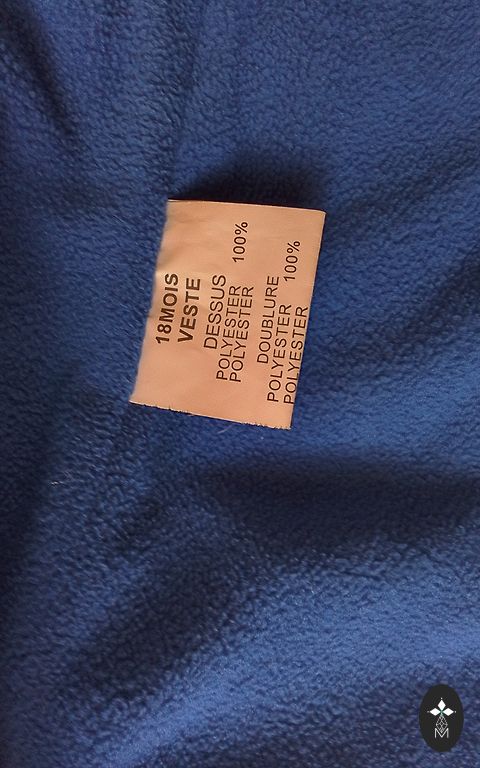 18MOIS
VESTE
DESSUS
POLYESTER 100%
POLYESTER
DOUBLURE
POLYESTER 100%
POLYESTER
M